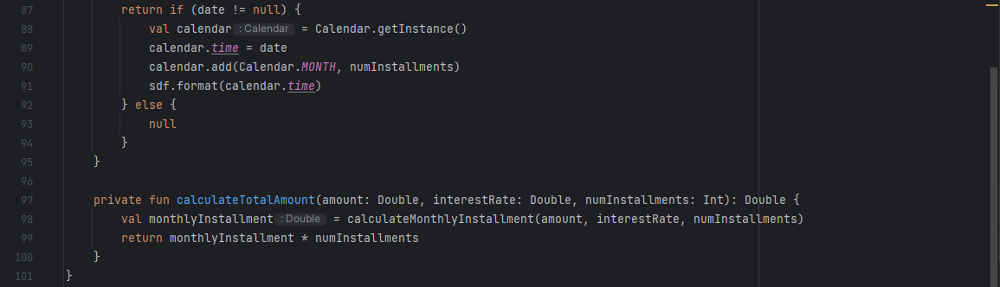 87 return if (date != null) {
88 val calendar : Calendar = Calendar.getInstance()
89 calendar.time = date
90 calendar.add(Calendar.MONTH, numInstallments)
91 sdf.format(calendar.time)
92 } else {
93 null
94 }
95 }
96
97 private fun calculateTotalAmount(amount: Double, interestRate: Double, numInstallments: Int): Double {
98 val monthlyInstallment : Double = calculateMonthlyInstallment(amount, interestRate, numInstallments)
99 return monthlyInstallment * numInstallments
100 }
101 }